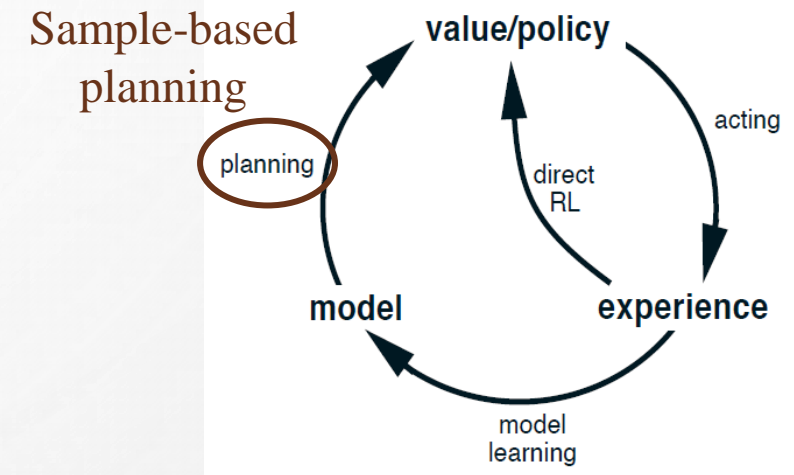 Sample-based
planning
value/policy
acting
planning
direct
RL
model
experience
model
learning